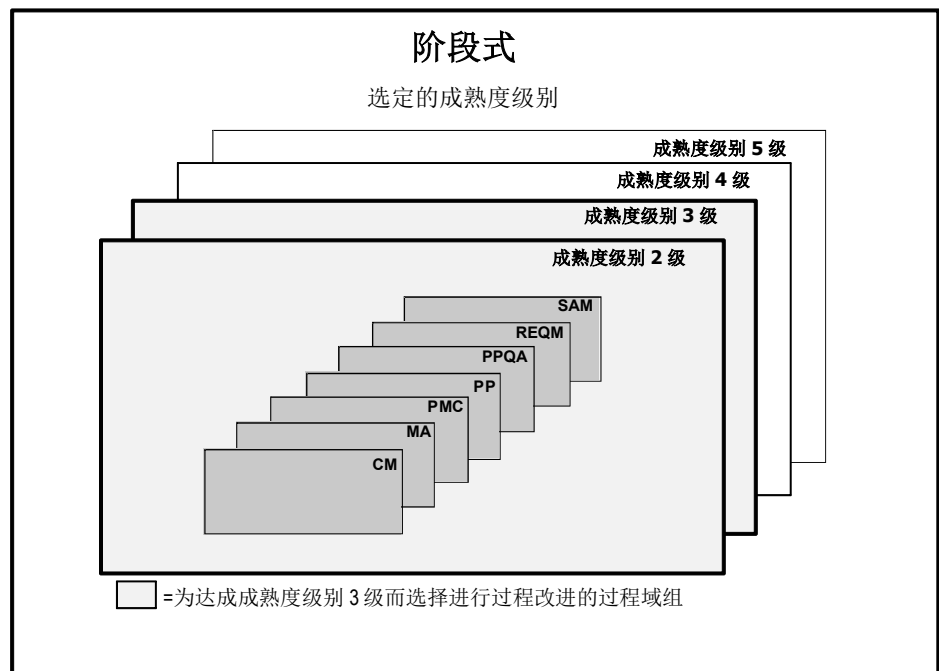 阶段式
选定的成熟度级别
成熟度级别 5 级
成熟度级别 4 级
成熟度级别 3 级
成熟度级别 2 级
SAM
REQM
PPQA
PP
PMC
MA
CM
=为达成成熟度级别 3 级而选择进行过程改进的过程域组